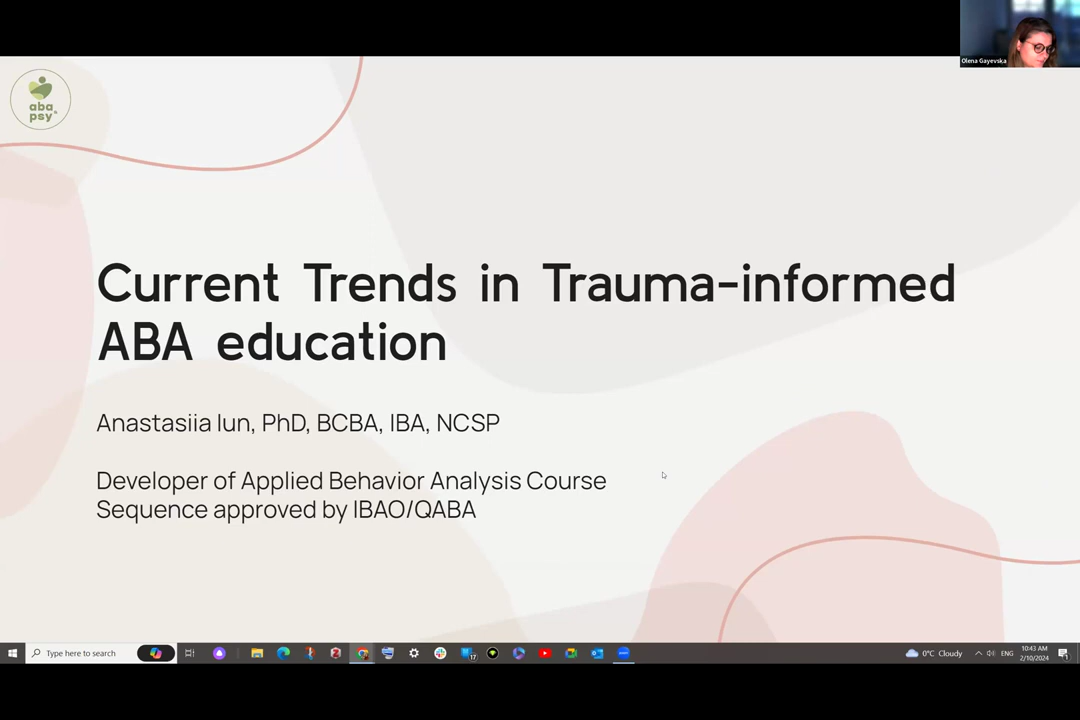 Olena Gayevska
aba
psy®
Current Trends in Trauma-informed
ABA education
Anastasiia Iun, PhD, BCBA, IBA, NCSP
Developer of Applied Behavior Analysis Course
Sequence approved by IBAO/QABA
Type here to search
17
0°C Cloudy
ENG
10:43 AM
2/10/2024
1